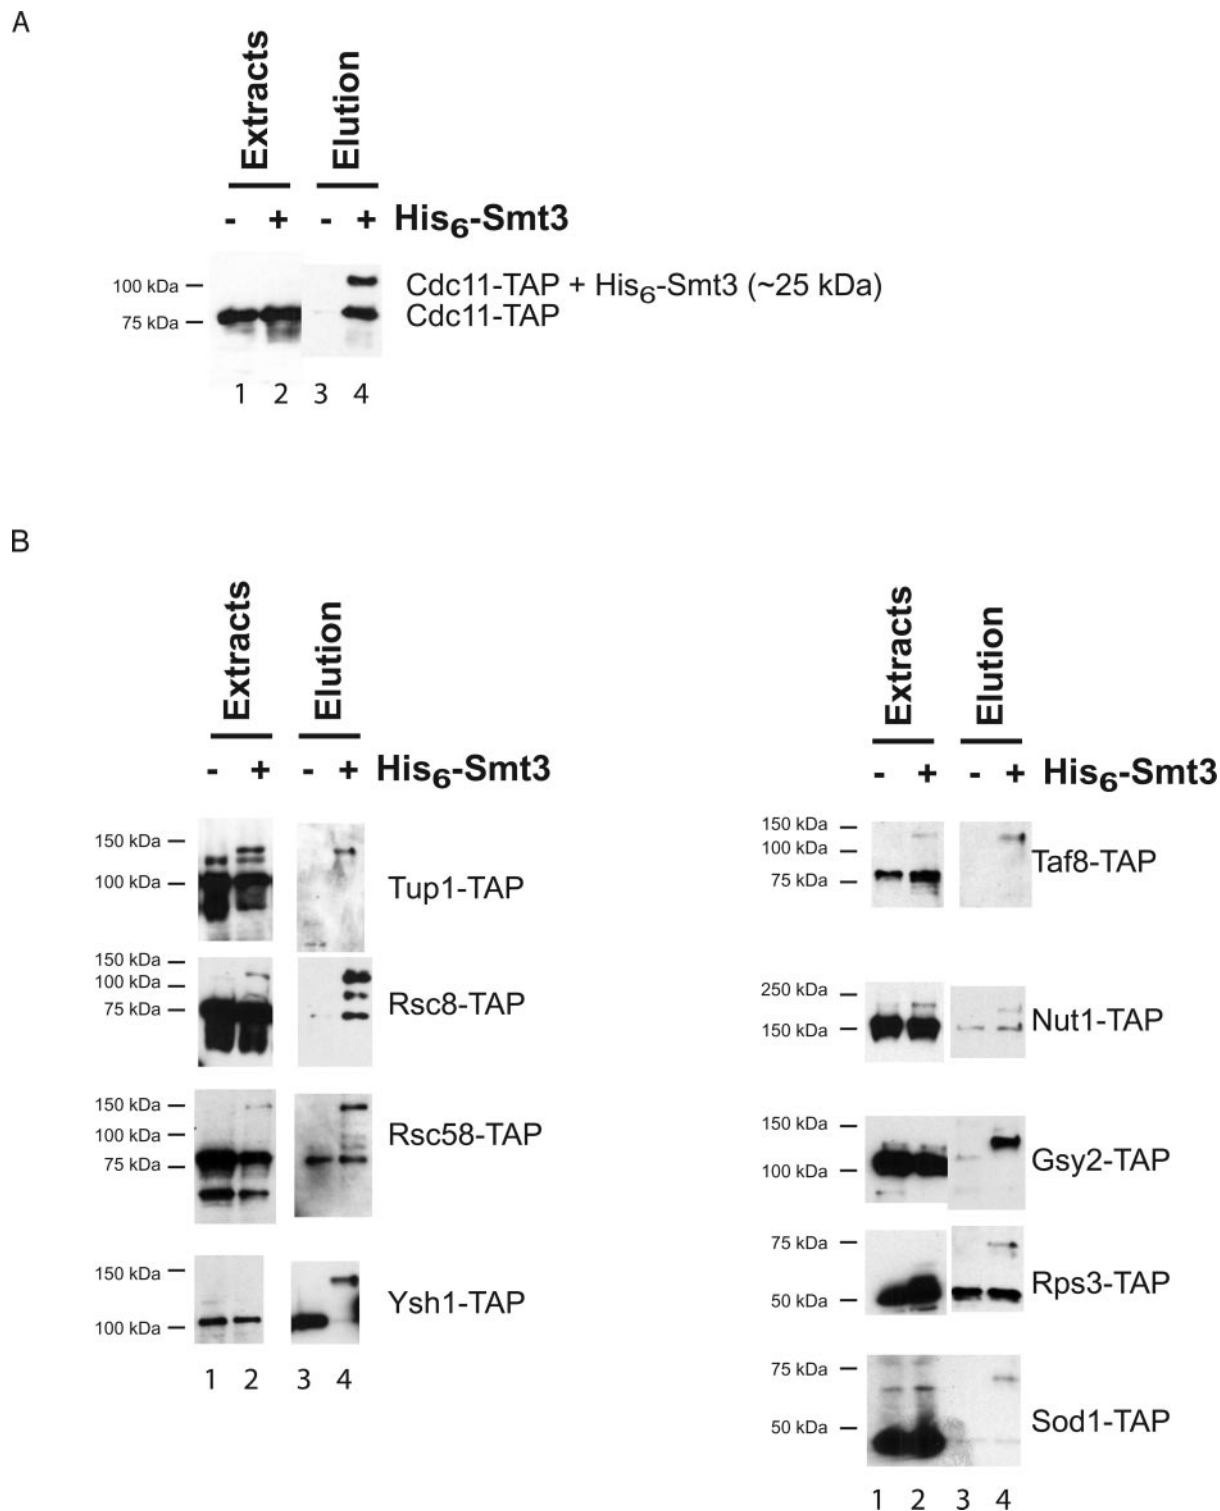 A
Extracts
Elution
- + - + His6-Smt3
100 kDa
Cdc11-TAP + His6-Smt3 (~25 kDa)
75 kDa
Cdc11-TAP
1 2 3 4
B
Extracts
Elution
- + - + His6-Smt3
150 kDa
100 kDa
Tup1-TAP
150 kDa
100 kDa
75 kDa
Rsc8-TAP
150 kDa
100 kDa
75 kDa
Rsc58-TAP
150 kDa
100 kDa
Ysh1-TAP
1 2 3 4
Extracts
Elution
- + - + His6-Smt3
150 kDa
100 kDa
75 kDa
Taf8-TAP
250 kDa
150 kDa
Nut1-TAP
150 kDa
100 kDa
Gsy2-TAP
75 kDa
50 kDa
Rps3-TAP
75 kDa
50 kDa
Sod1-TAP
1 2 3 4